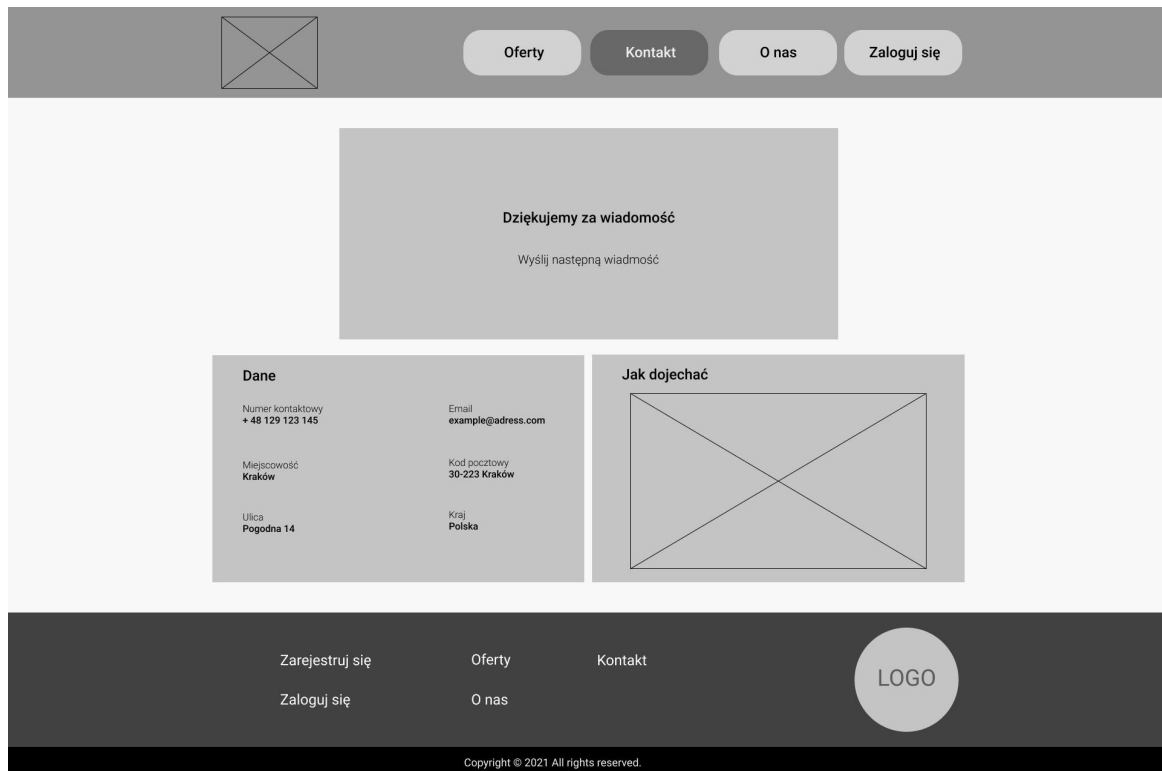 Oferty
Kontakt
O nas
Zaloguj się
Dziękujemy za wiadomość
Wyślij następną wiadmość
Dane
Numer kontaktowy
+ 48 129 123 145
Email
example@adress.com
Miejscowość
Kraków
Kod pocztowy
30-223 Kraków
Ulica
Pogodna 14
Kraj
Polska
Jak dojechać
Zarejestruj się
Oferty
Kontakt
Zaloguj się
O nas
LOGO
Copyright © 2021 All rights reserved.